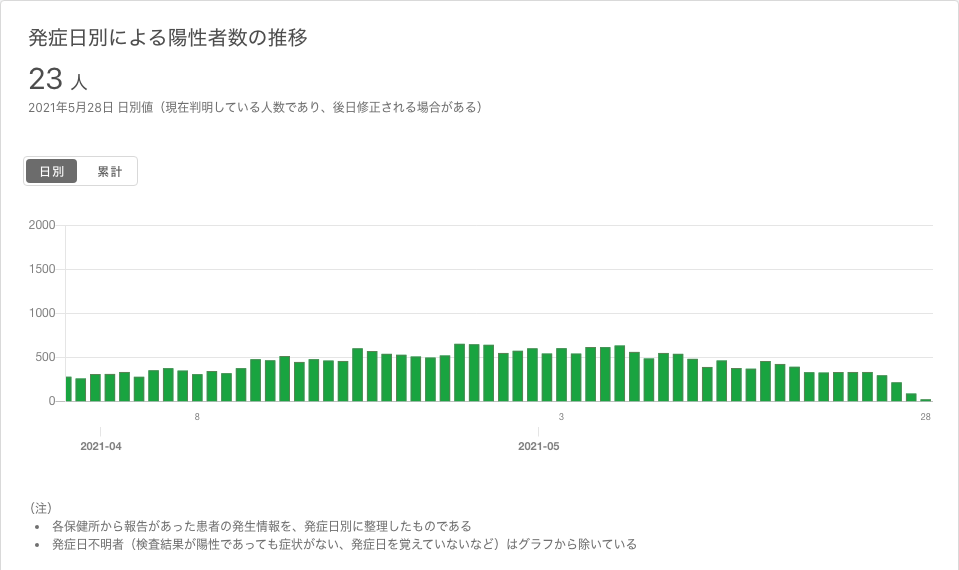 発症日別による陽性者数の推移
23 人
2021年5月28日 日別値（現在判明している人数であり、後日修正される場合がある）
日別 累計
2000
1500
1000
500
0
8 3 28
2021-04 2021-05
（注）
• 各保健所から報告があった患者の発生情報を、発症日別に整理したものである
• 発症日不明者（検査結果が陽性であっても症状がない、発症日を覚えていないなど）はグラフから除いている